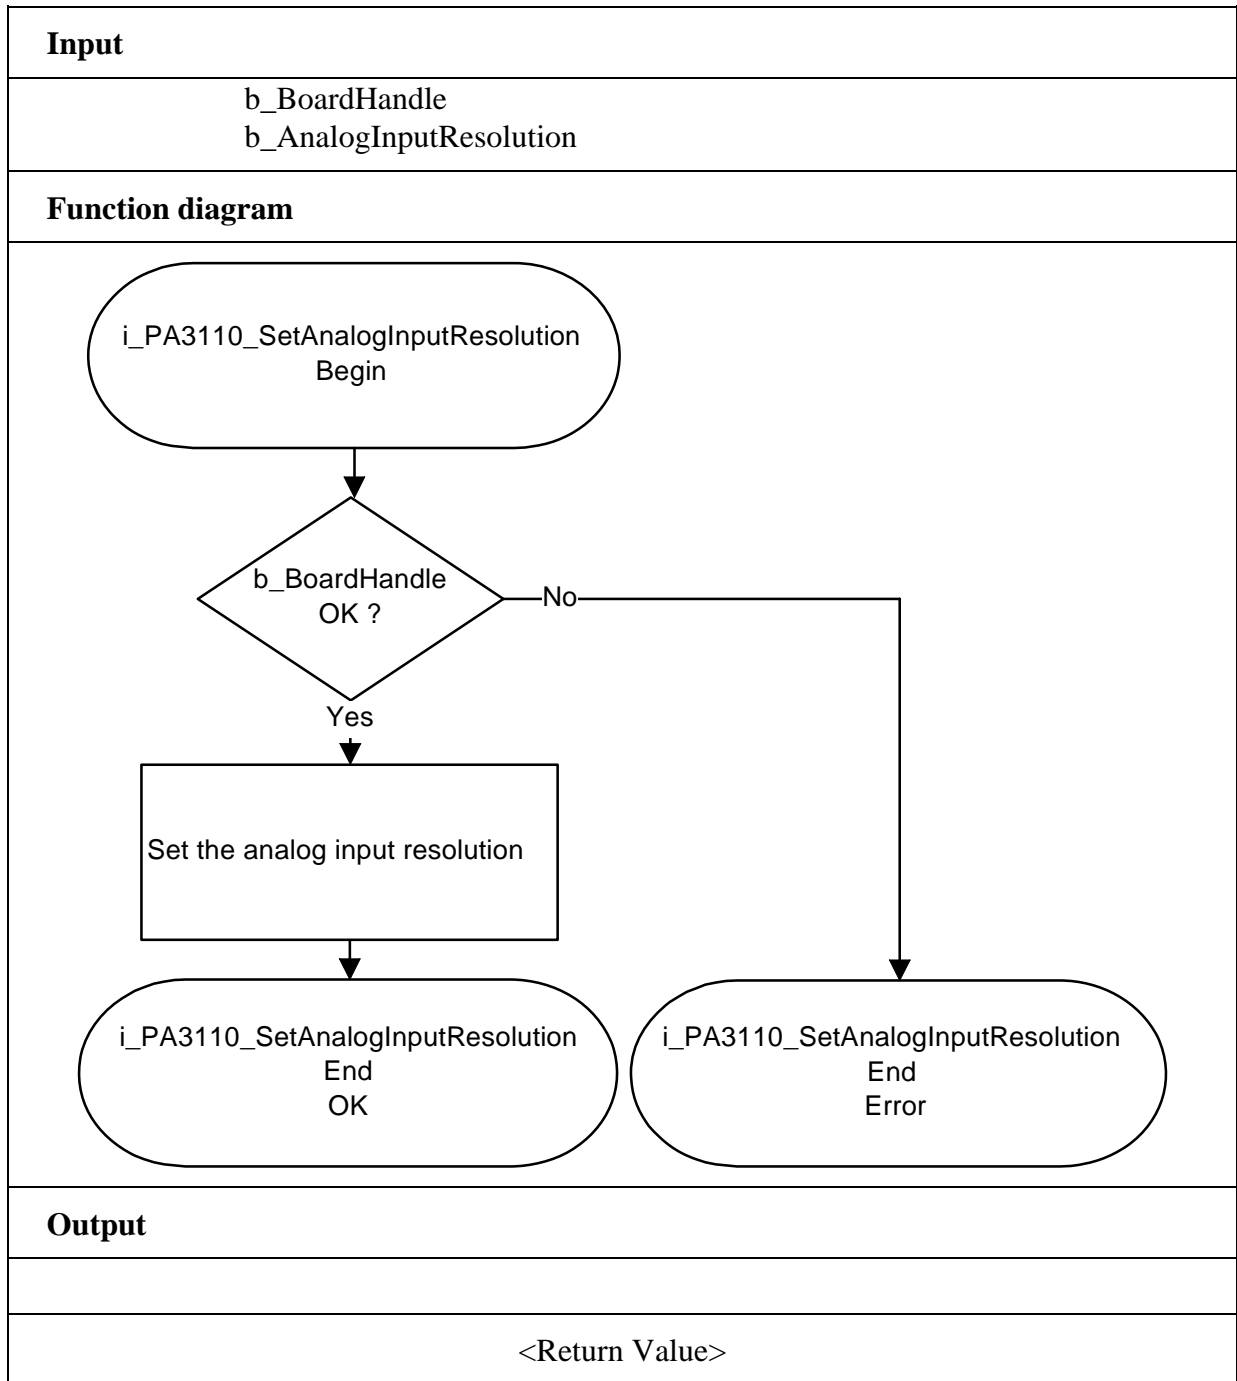 Input
b_BoardHandle
b_AnalogInputResolution
Function diagram
i_PA3110_SetAnalogInputResolution
Begin
b_BoardHandle
OK ?
No
Yes
Set the analog input resolution
i_PA3110_SetAnalogInputResolution
End
OK
i_PA3110_SetAnalogInputResolution
End
Error
Output
<Return Value>